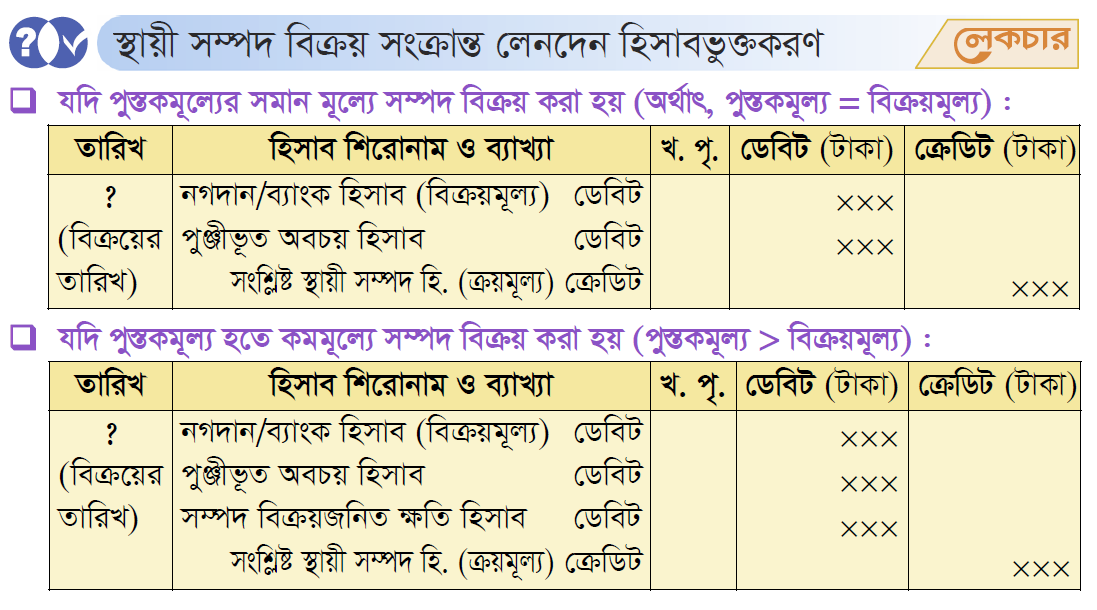 স্থায়ী সম্পদ বিক্রয় সংক্রান্ত লেনদেন হিসাবভুক্তকরণ
লেকচার
যদি পুস্তকমূল্যের সমান মূল্যে সম্পদ বিক্রয় করা হয় (অর্থাৎ, পুস্তকমূল্য = বিক্রয়মূল্য) :
তারিখ হিসাব শিরোনাম ও ব্যাখ্যা খ. পৃ. ডেবিট (টাকা) ক্রেডিট (টাকা)
? নগদান/ব্যাংক হিসাব (বিক্রয়মূল্য) ডেবিট ×××
(বিক্রয়ের পুঞ্জীভূত অবচয় হিসাব ডেবিট ×××
তারিখ) সংশ্লিষ্ট স্থায়ী সম্পদ হি. (ক্রয়মূল্য) ক্রেডিট ×××
যদি পুস্তকমূল্য হতে কমমূল্যে সম্পদ বিক্রয় করা হয় (পুস্তকমূল্য > বিক্রয়মূল্য) :
তারিখ হিসাব শিরোনাম ও ব্যাখ্যা খ. পৃ. ডেবিট (টাকা) ক্রেডিট (টাকা)
? নগদান/ব্যাংক হিসাব (বিক্রয়মূল্য) ডেবিট ×××
(বিক্রয়ের পুঞ্জীভূত অবচয় হিসাব ডেবিট ×××
তারিখ) সম্পদ বিক্রয়জনিত ক্ষতি হিসাব ডেবিট ×××
সংশ্লিষ্ট স্থায়ী সম্পদ হি. (ক্রয়মূল্য) ক্রেডিট ×××